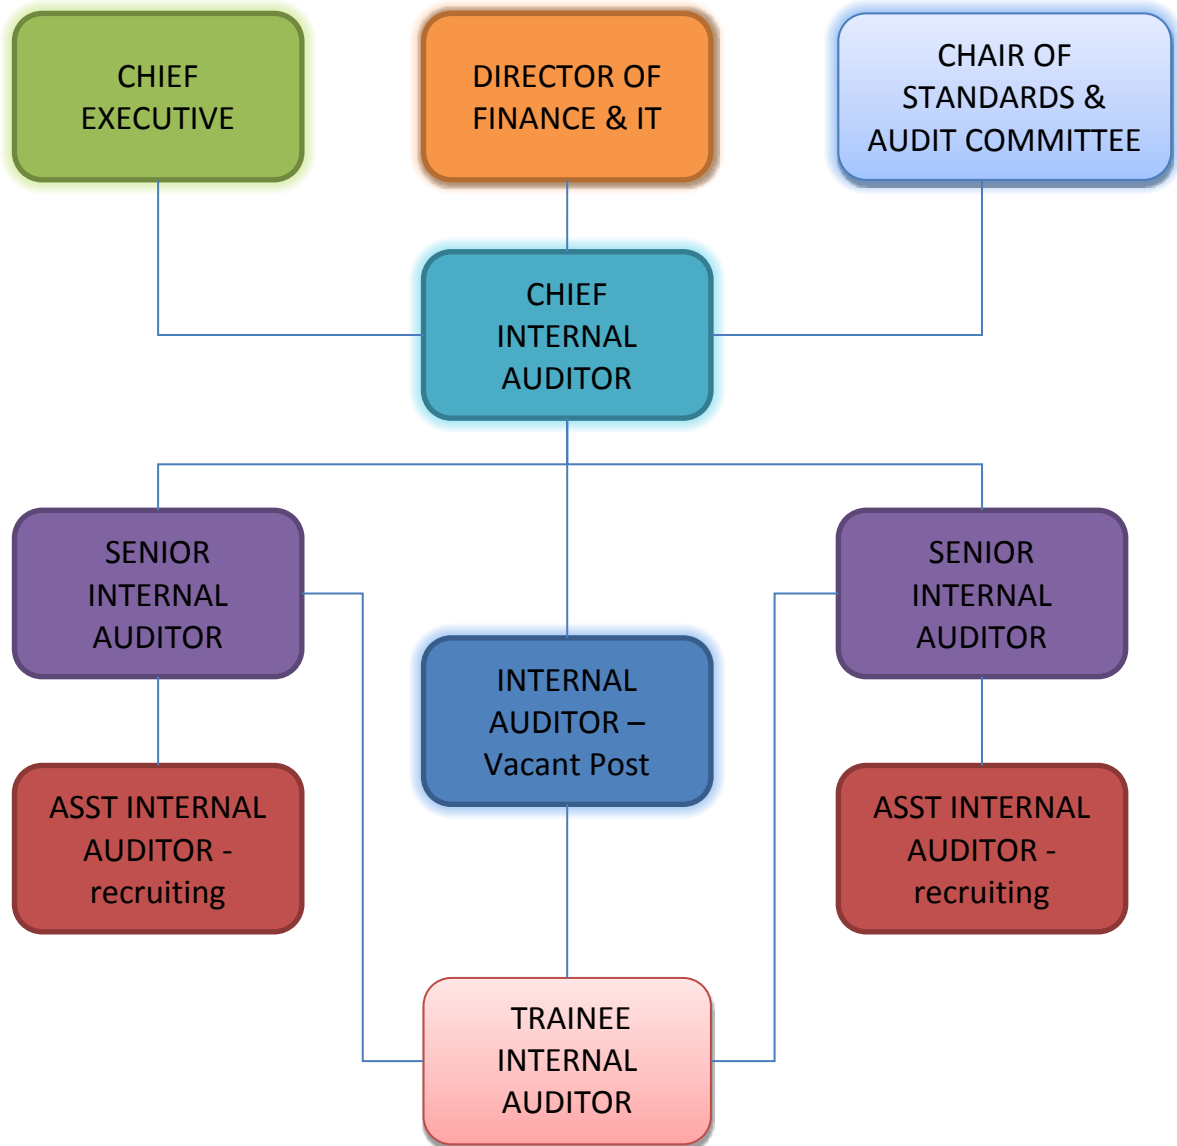 CHIEF
EXECUTIVE
DIRECTOR OF
FINANCE & IT
CHAIR OF
STANDARDS &
AUDIT COMMITTEE
CHIEF
INTERNAL
AUDITOR
SENIOR
INTERNAL
AUDITOR
SENIOR
INTERNAL
AUDITOR
INTERNAL
AUDITOR –
Vacant Post
ASST INTERNAL
AUDITOR -
recruiting
ASST INTERNAL
AUDITOR -
recruiting
TRAINEE
INTERNAL
AUDITOR